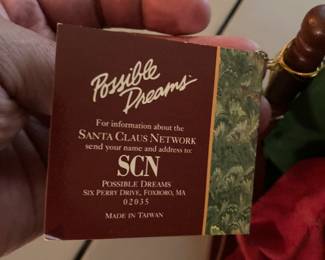 Possible
Dreams
For information about the
SANTA CLAUS NETWORK
send your name and address to:
SCN
POSSIBLE DREAMS
SIX PERRY DRIVE, FOXBORO, MA
02035
MADE IN TAIWAN